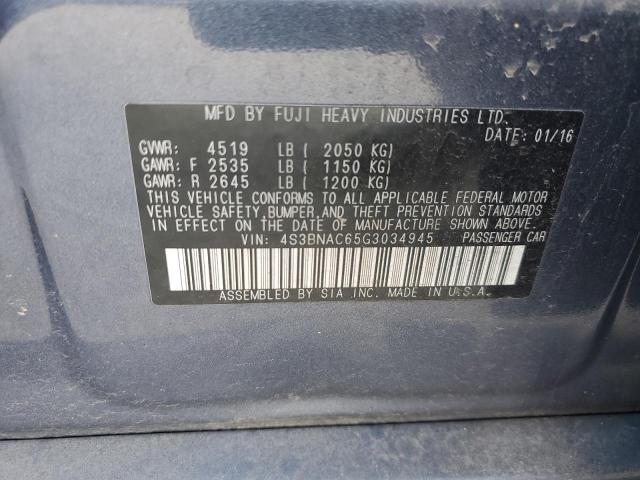 MFD BY FUJI HEAVY INDUSTRIES LTD.
DATE: 01/16
GVWR: 4519 LB ( 2050 KG)
GAWR: F 2535 LB ( 1150 KG)
GAWR: R 2645 LB ( 1200 KG)
THIS VEHICLE CONFORMS TO ALL APPLICABLE FEDERAL MOTOR
VEHICLE SAFETY, BUMPER, AND THEFT PREVENTION STANDARDS
IN EFFECT ON THE DATE OF MANUFACTURE SHOWN ABOVE.
VIN: 4S3BNAC65G3034945 PASSENGER CAR
ASSEMBLED BY SIA INC. MADE IN U.S.A.